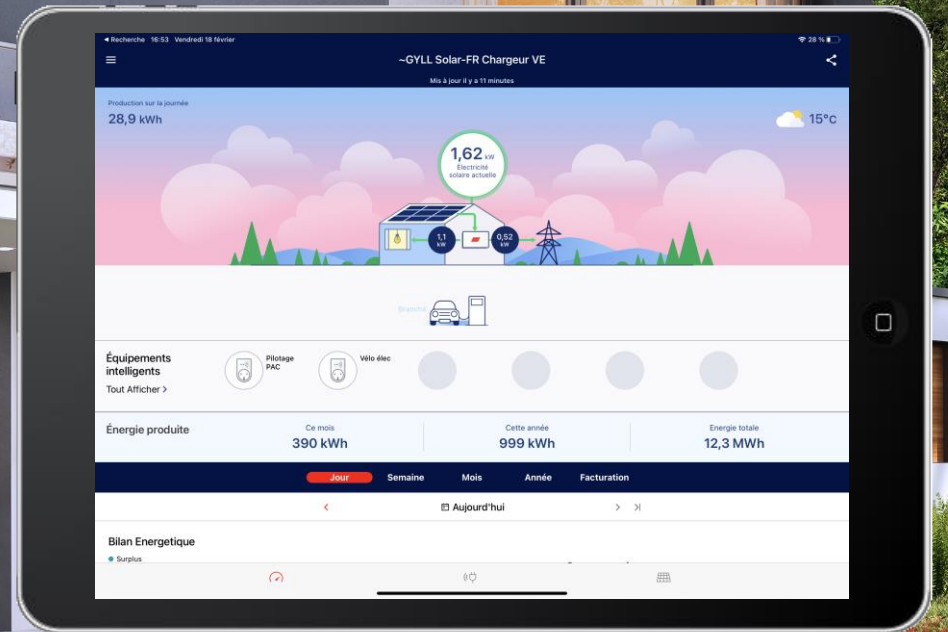 ◄ Recherche 16:53 Vendredi 18 février
28 %
~GYLL Solar-FR Chargeur VE
Mis à jour il y a 11 minutes
Production sur la journée
28,9 kWh
15°C
1,62 kW
Électricité
solaire actuelle
1,1
kW
0,52
kW
Branché
Équipements
intelligents
Tout Afficher >
Pilotage
PAC
Vélo élec
Énergie produite
Ce mois
390 kWh
Cette année
999 kWh
Energie totale
12,3 MWh
Jour
Semaine
Mois
Année
Facturation
Aujourd'hui
Bilan Energetique
Surplus